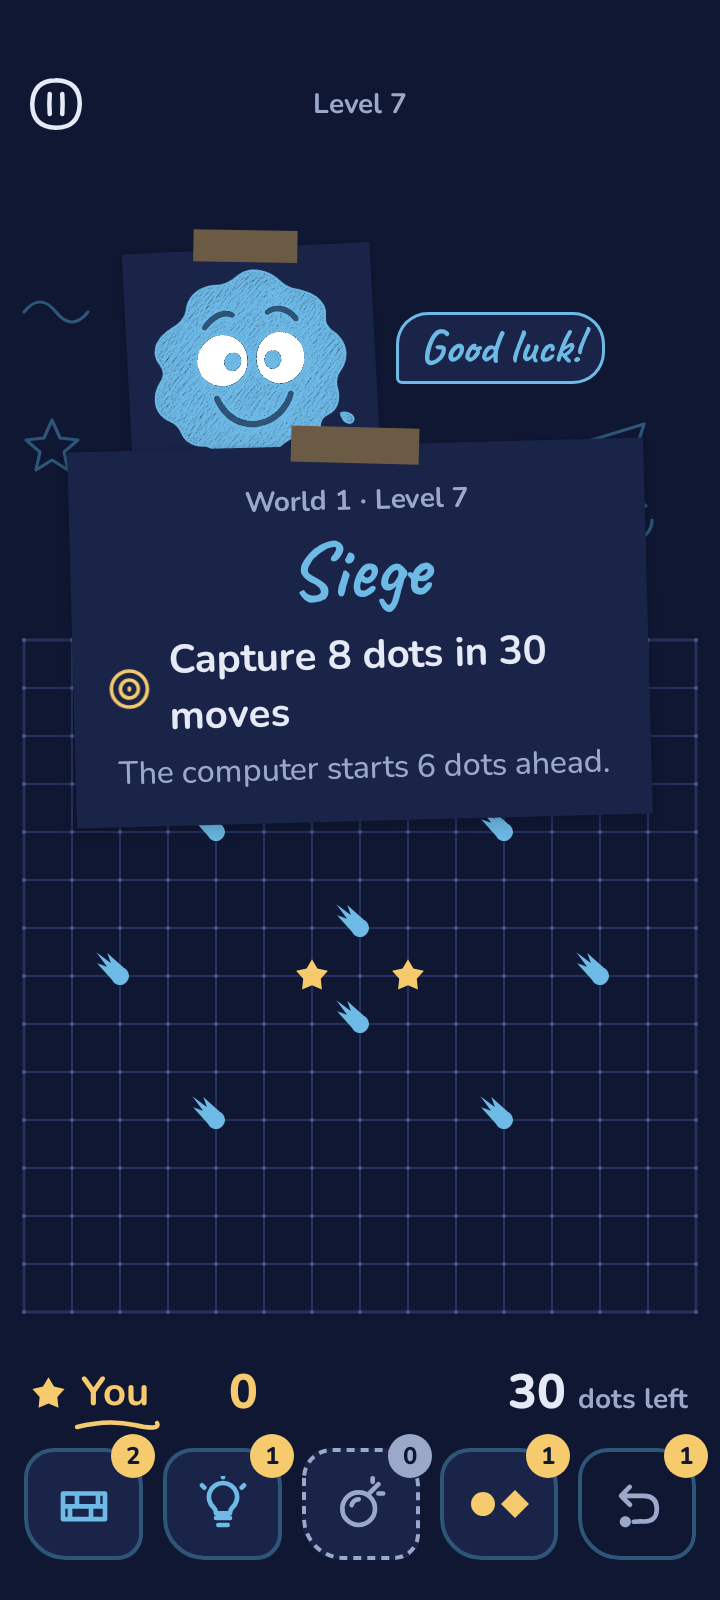 Level 7
Good luck!
World 1 · Level 7
Siege
Capture 8 dots in 30
moves
The computer starts 6 dots ahead.
You 0 30 dots left
2 1 0 1 1